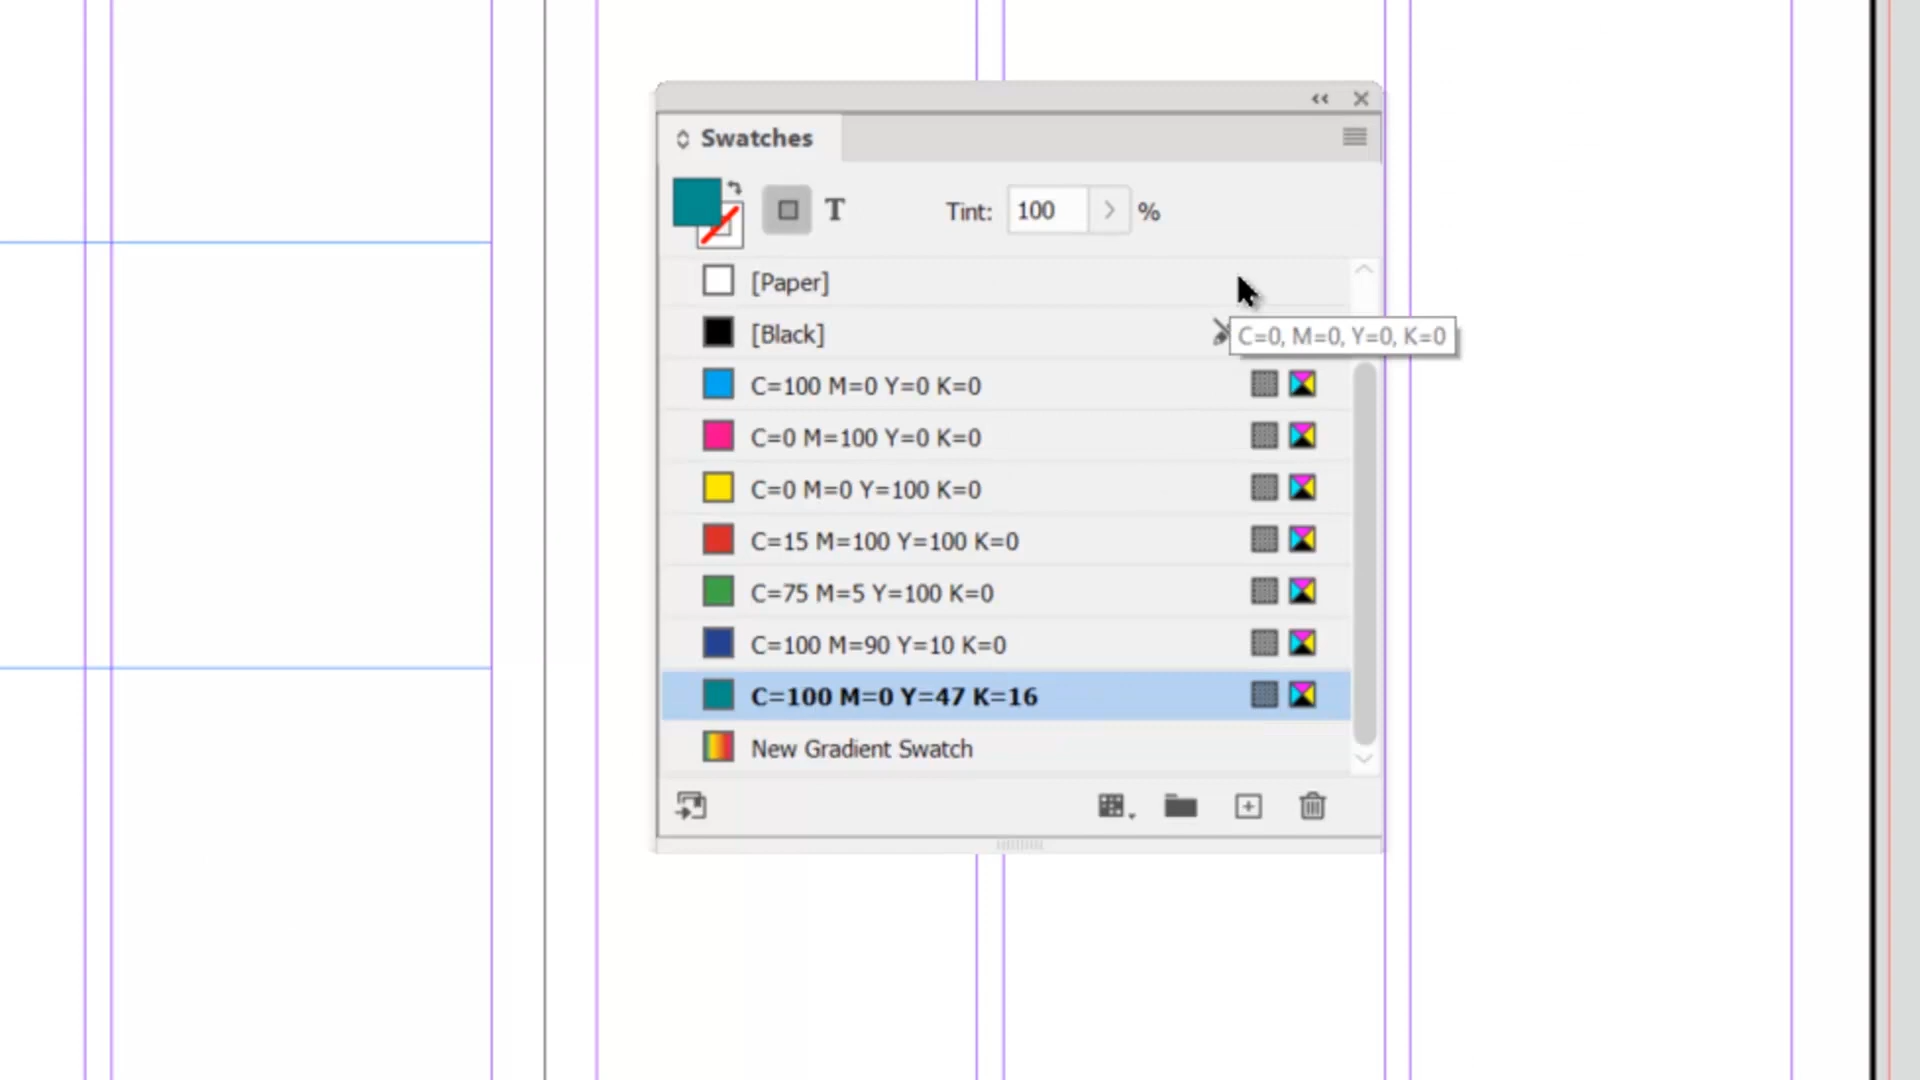 Swatches
T
Tint: 100 %
[Paper]
[Black]
C=0, M=0, Y=0, K=0
C=100 M=0 Y=0 K=0
C=0 M=100 Y=0 K=0
C=0 M=0 Y=100 K=0
C=15 M=100 Y=100 K=0
C=75 M=5 Y=100 K=0
C=100 M=90 Y=10 K=0
C=100 M=0 Y=47 K=16
New Gradient Swatch